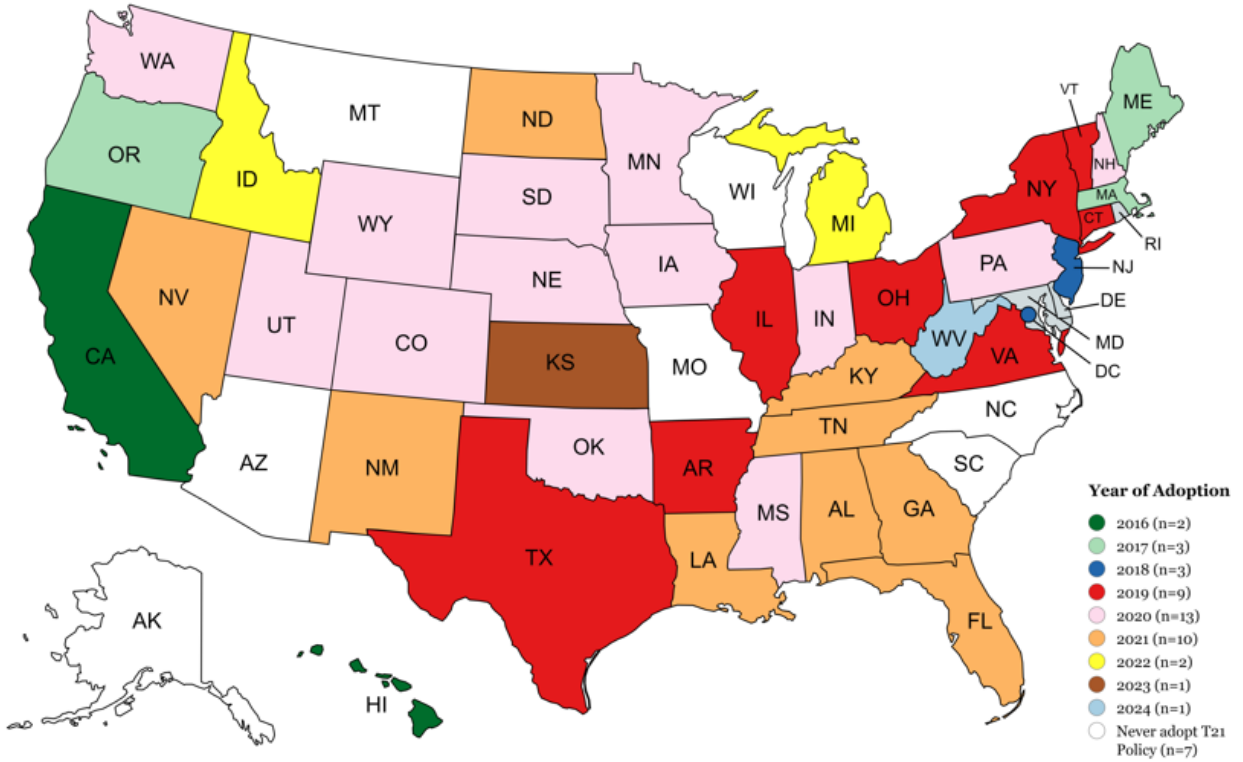 WA
MT
ND
MN
VT
ME
OR
ID
SD
WI
MI
NY
NH
MA
CT
RI
WY
NE
IA
PA
NJ
NV
UT
CO
IL
IN
OH
DE
MD
DC
CA
KS
MO
WV
VA
KY
NC
TN
AZ
NM
OK
AR
SC
MS
AL
GA
TX
LA
FL
AK
HI
Year of Adoption
2016 (n=2)
2017 (n=3)
2018 (n=3)
2019 (n=9)
2020 (n=13)
2021 (n=10)
2022 (n=2)
2023 (n=1)
2024 (n=1)
Never adopt T21
Policy (n=7)